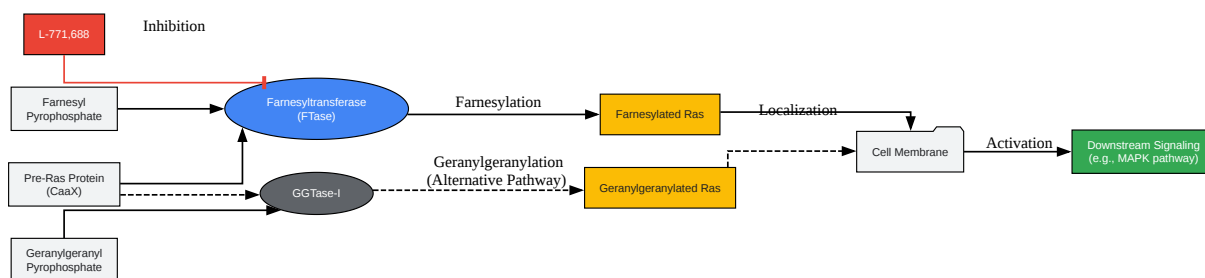 L-771,688
Inhibition
Farnesyl
Pyrophosphate
Farnesyltransferase
(FTase)
Farnesylation
Farnesylated Ras
Localization
Cell Membrane
Activation
Downstream Signaling
(e.g., MAPK pathway)
Pre-Ras Protein
(CaaX)
GGTase-I
Geranylgeranylation
(Alternative Pathway)
Geranylgeranylated Ras
Geranylgeranyl
Pyrophosphate